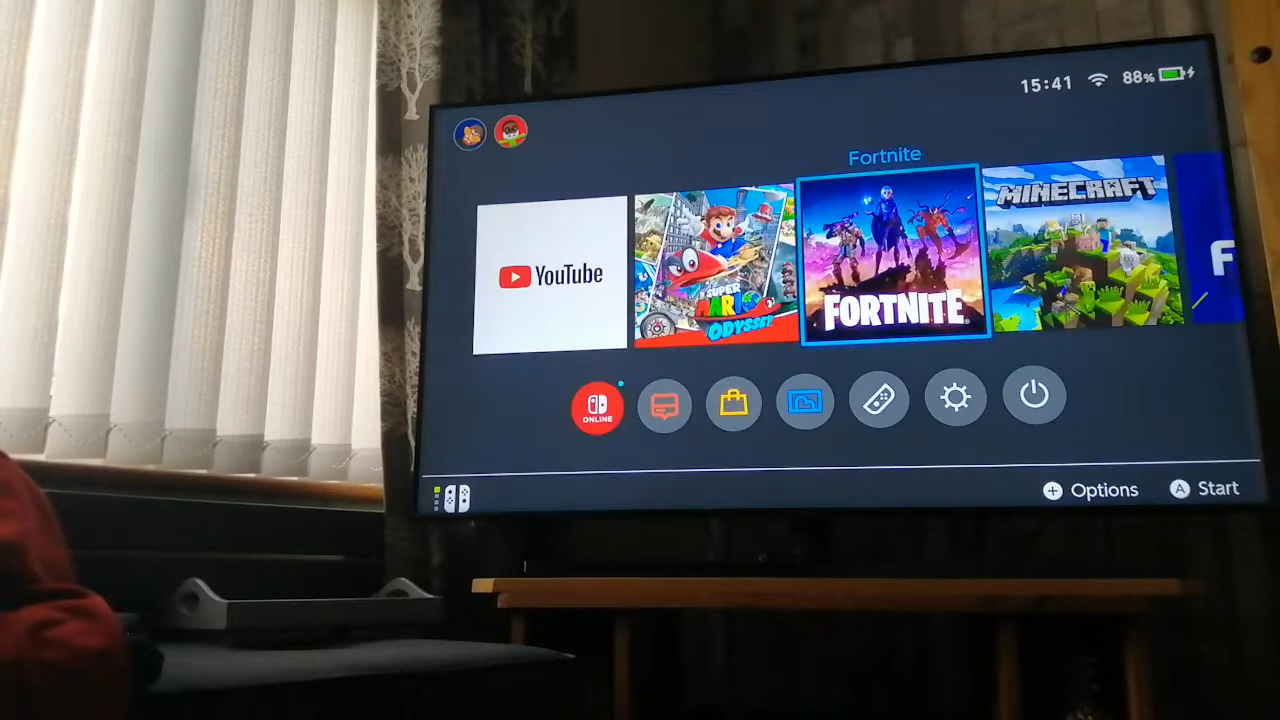 15:41 88%
Fortnite
YouTube
SUPER MARIO ODYSSEY
FORTNITE
MINECRAFT
F
ONLINE
+ Options A Start